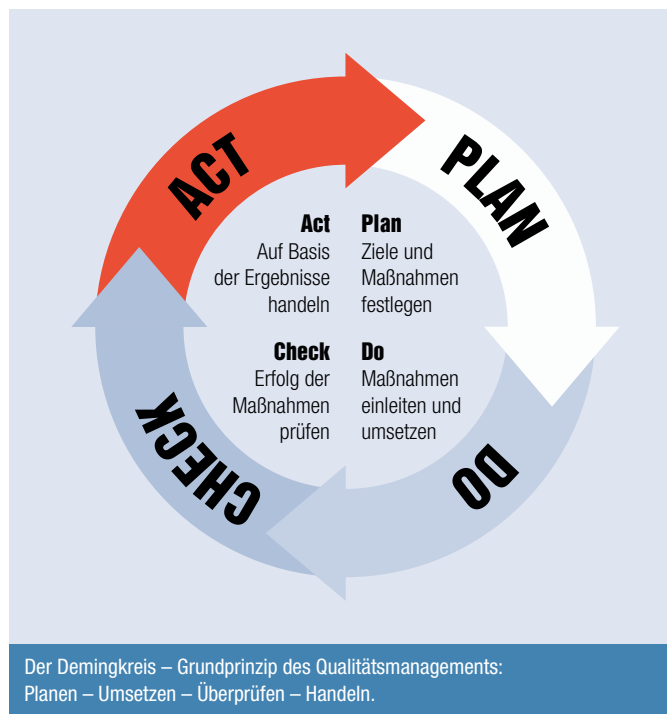 ACT
PLAN
DO
CHECK
Act
Auf Basis
der Ergebnisse
handeln
Plan
Ziele und
Maßnahmen
festlegen
Check
Erfolg der
Maßnahmen
prüfen
Do
Maßnahmen
einleiten und
umsetzen
Der Demingkreis – Grundprinzip des Qualitätsmanagements:
Planen – Umsetzen – Überprüfen – Handeln.